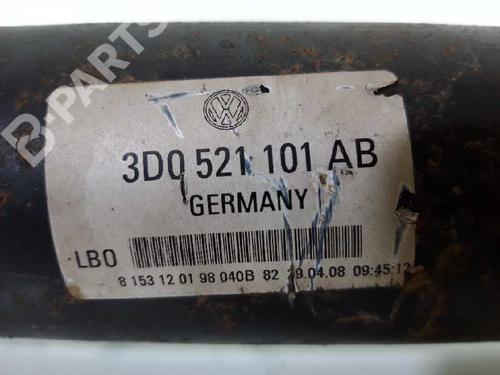 B-PARTS
3D0 521 101 AB
GERMANY
LBO
8 153 12 01 98 040B 82 29.04.08 09:45:12